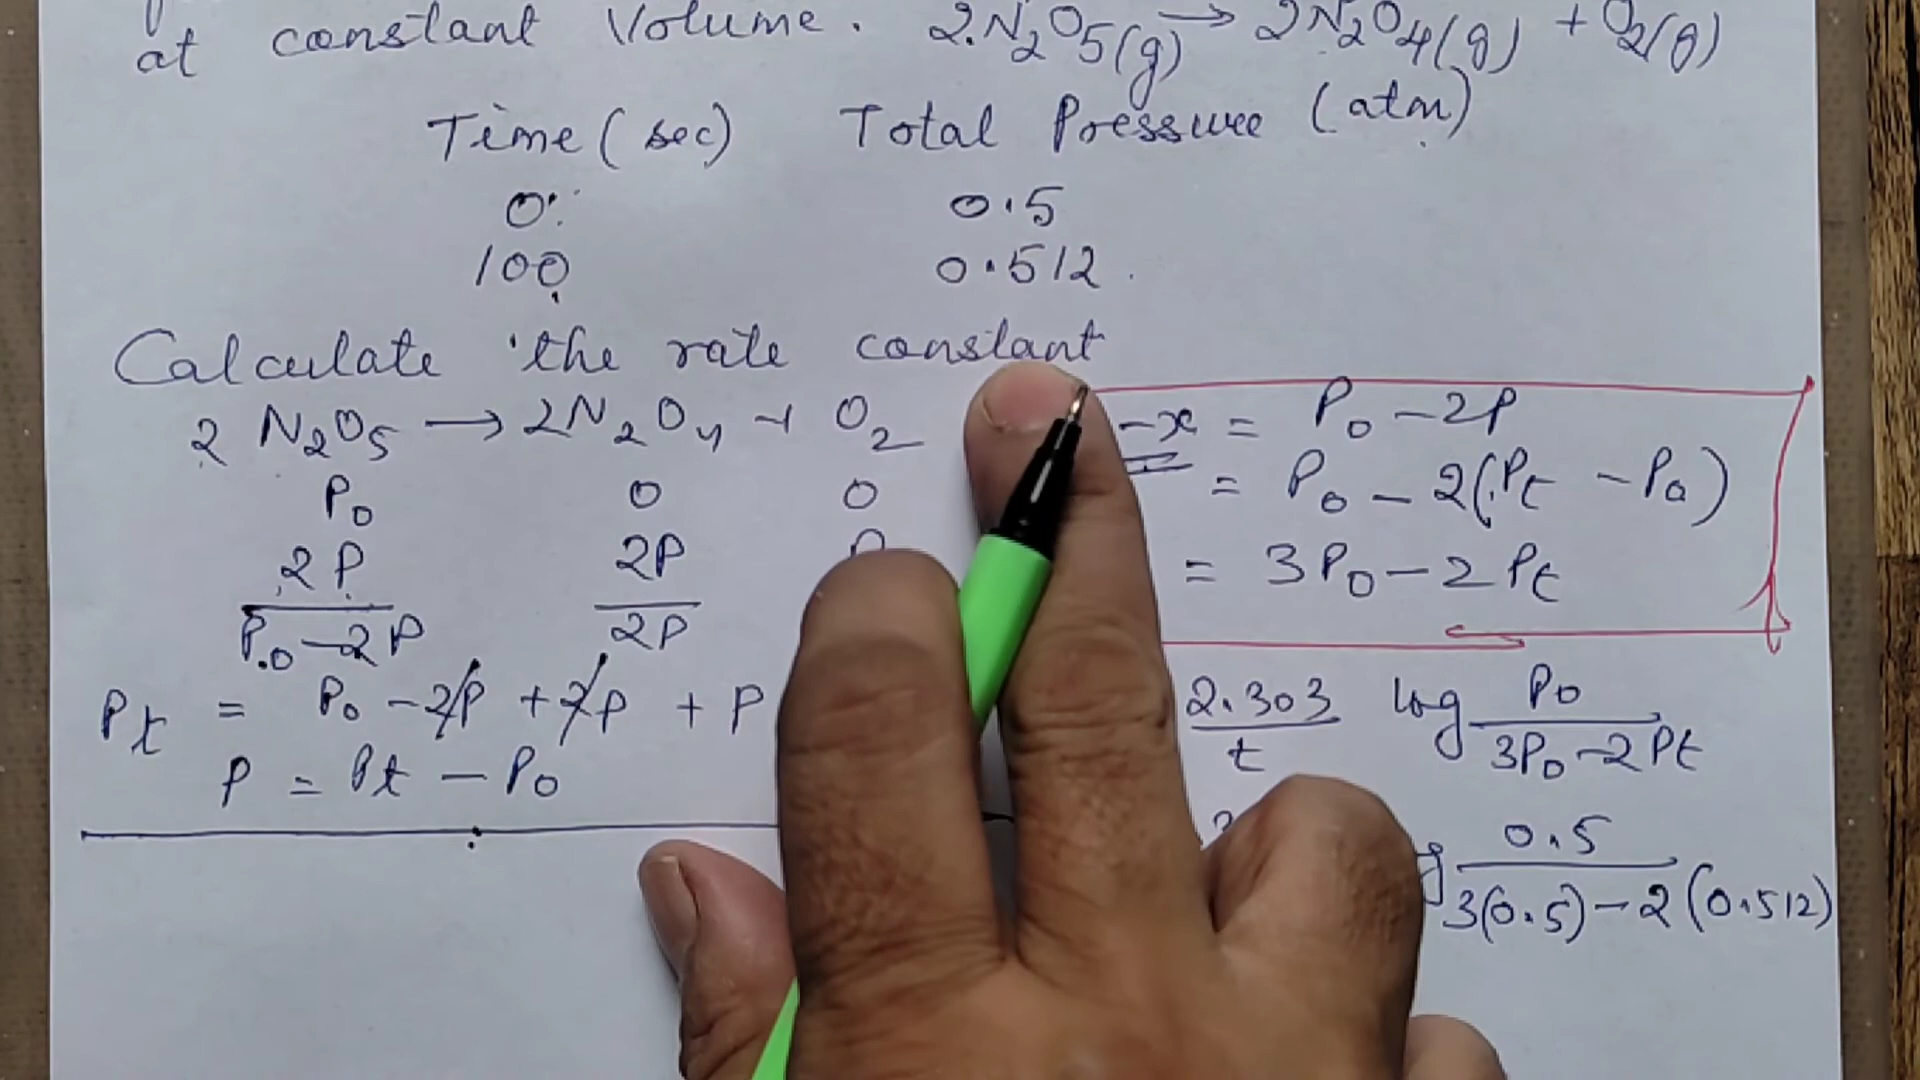 at constant Volume. 2N₂O₅(g) → 2N₂O₄(g) + O₂(g)
Time (sec) Total Pressure (atm)
0 0.5
100 0.512
Calculate the rate constant
2 N₂O₅ → 2N₂O₄ + O₂
P₀ 0 0
2P 2P P
P₀ - 2P 2P
Pt = P₀ - 2P + 2P + P
P = Pt - P₀
-x = P₀ - 2P
= P₀ - 2(Pt - P₀)
= 3P₀ - 2Pt
2.303/t log P₀/(3P₀ - 2Pt)
0.5/(3(0.5) - 2(0.512))